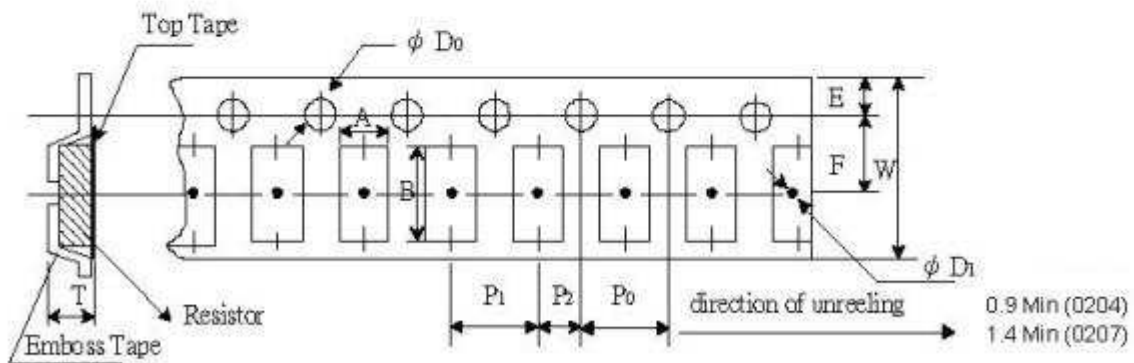 Top Tape
ϕ D0
A
E
F
W
B
ϕ D1
T
P1 P2 P0
direction of unreeling
0.9 Min (0204)
1.4 Min (0207)
Resistor
Emboss Tape